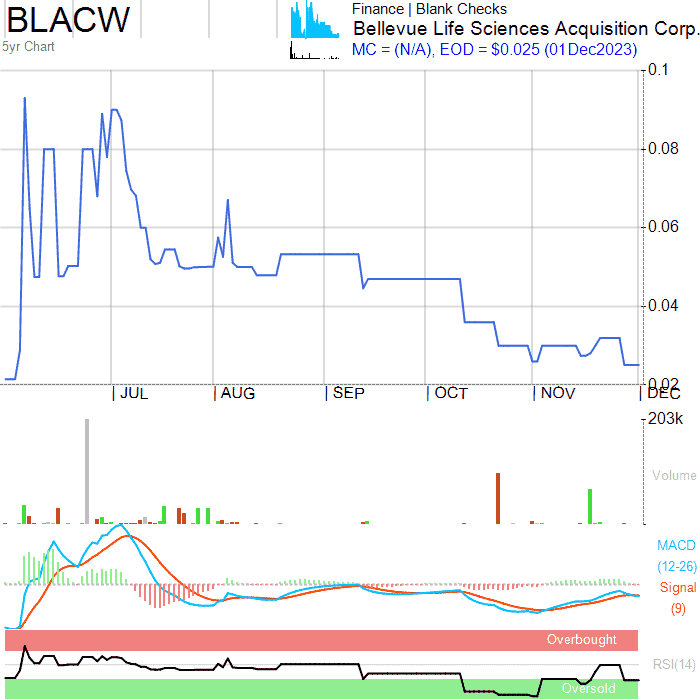 BLACW
5yr Chart
Finance | Blank Checks
Bellevue Life Sciences Acquisition Corp.
MC = (N/A), EOD = $0.025 (01Dec2023)
0.1
0.08
0.06
0.04
0.02
JUL
AUG
SEP
OCT
NOV
DEC
203k
Volume
MACD
(12-26)
Signal
(9)
Overbought
RSI(14)
Oversold